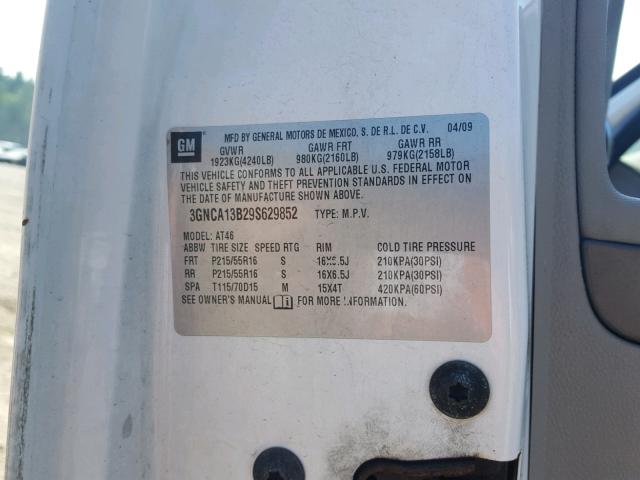 GM
MFD BY GENERAL MOTORS DE MEXICO, S. DE R.L. DE C.V. 04/09
GVWR GAWR FRT GAWR RR
1923KG(4240LB) 980KG(2160LB) 979KG(2158LB)
THIS VEHICLE CONFORMS TO ALL APPLICABLE U.S. FEDERAL MOTOR
VEHICLE SAFETY AND THEFT PREVENTION STANDARDS IN EFFECT ON
THE DATE OF MANUFACTURE SHOWN ABOVE.
3GNCA13B29S629852 TYPE: M.P.V.
MODEL: AT46
ABBW TIRE SIZE SPEED RTG RIM COLD TIRE PRESSURE
FRT P215/55R16 S 16X6.5J 210KPA(30PSI)
RR P215/55R16 S 16X6.5J 210KPA(30PSI)
SPA T115/70D15 M 15X4T 420KPA(60PSI)
SEE OWNER'S MANUAL FOR MORE INFORMATION.